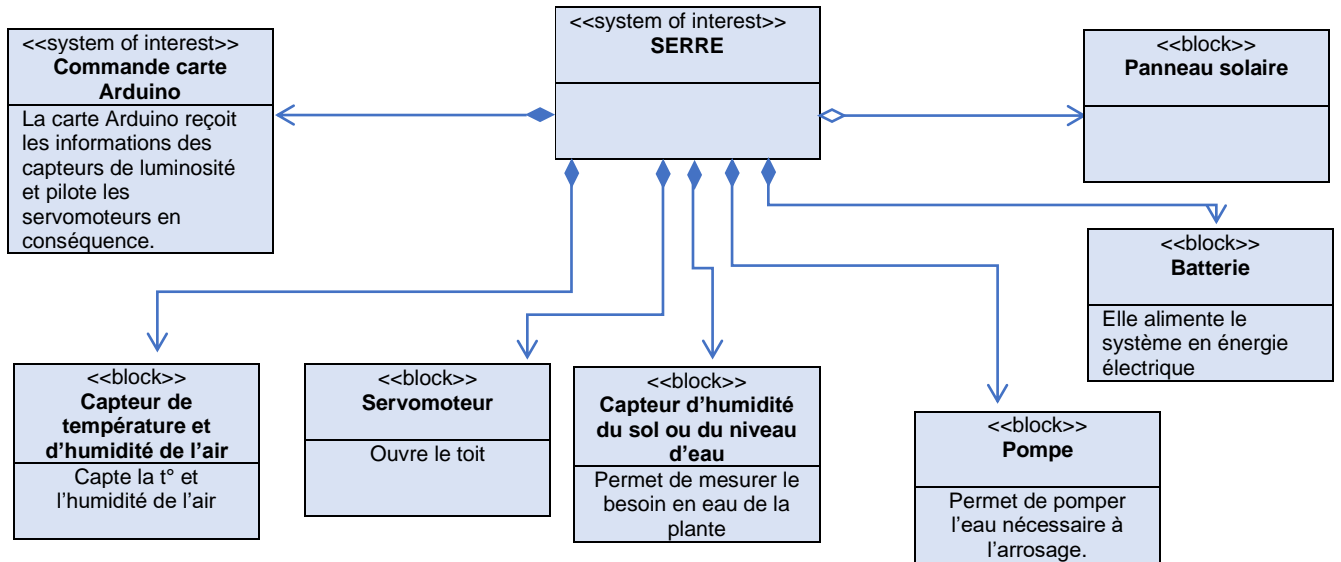 <<system of interest>>
Commande carte
Arduino
La carte Arduino reçoit
les informations des
capteurs de luminosité
et pilote les
servomoteurs en
conséquence.
<<system of interest>>
SERRE
<<block>>
Panneau solaire
<<block>>
Batterie
Elle alimente le
système en énergie
électrique
<<block>>
Capteur de
température et
d’humidité de l’air
Capte la t° et
l’humidité de l’air
<<block>>
Servomoteur
Ouvre le toit
<<block>>
Capteur d’humidité
du sol ou du niveau
d’eau
Permet de mesurer le
besoin en eau de la
plante
<<block>>
Pompe
Permet de pomper
l’eau nécessaire à
l’arrosage.